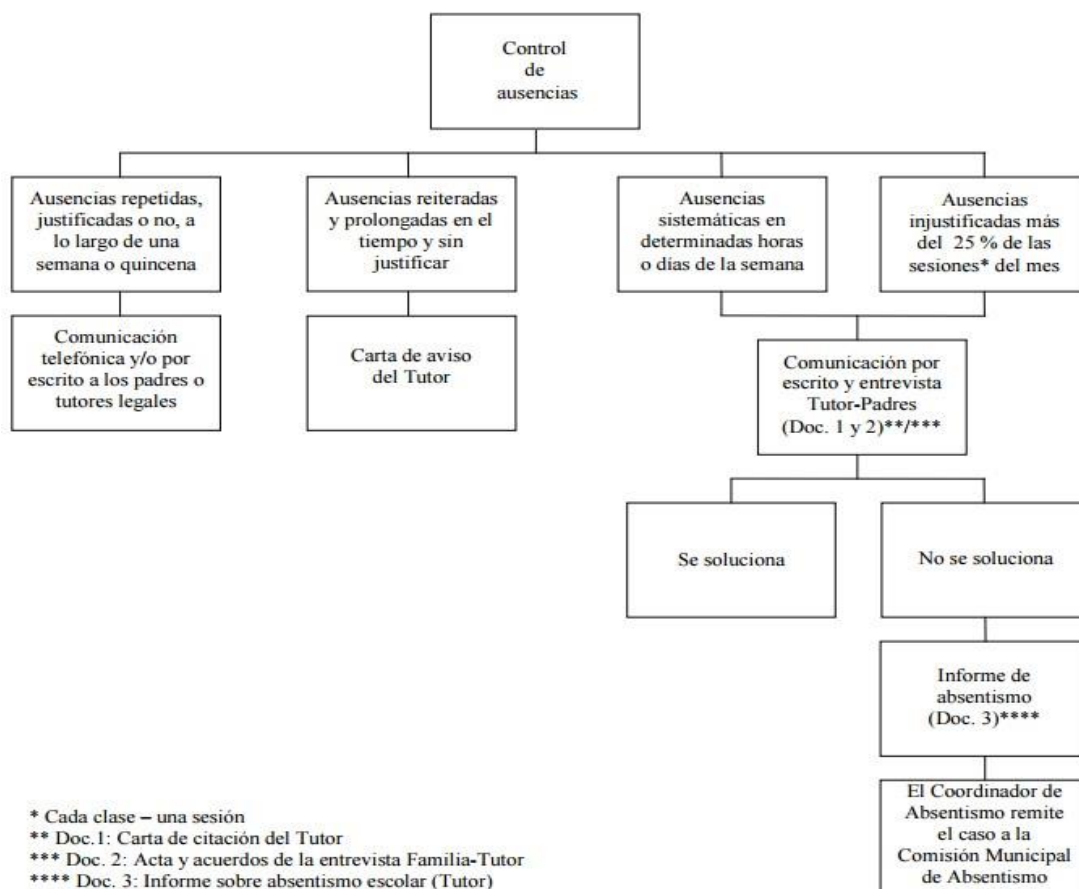 Control
de
ausencias
Ausencias repetidas,
justificadas o no, a
lo largo de una
semana o quincena
Ausencias reiteradas
y prolongadas en el
tiempo y sin
justificar
Ausencias
sistemáticas en
determinadas horas
o días de la semana
Ausencias
injustificadas más
del 25 % de las
sesiones* del mes
Comunicación
telefónica y/o por
escrito a los padres o
tutores legales
Carta de aviso
del Tutor
Comunicación por
escrito y entrevista
Tutor-Padres
(Doc. 1 y 2)**/***
Se soluciona
No se soluciona
Informe de
absentismo
(Doc. 3)****
El Coordinador de
Absentismo remite
el caso a la
Comisión Municipal
de Absentismo
* Cada clase – una sesión
** Doc.1: Carta de citación del Tutor
*** Doc. 2: Acta y acuerdos de la entrevista Familia-Tutor
**** Doc. 3: Informe sobre absentismo escolar (Tutor)